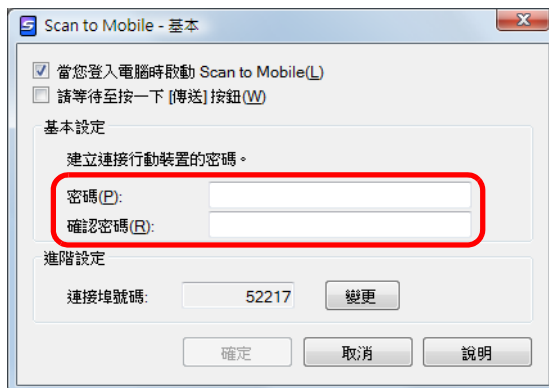 Scan to Mobile - 基本
當您登入電腦時啟動 Scan to Mobile(L)
請等待至按一下 [傳送] 按鈕(W)
基本設定
建立連接行動裝置的密碼。
密碼(P):
確認密碼(R):
進階設定
連接埠號碼: 52217 變更
確定 取消 說明